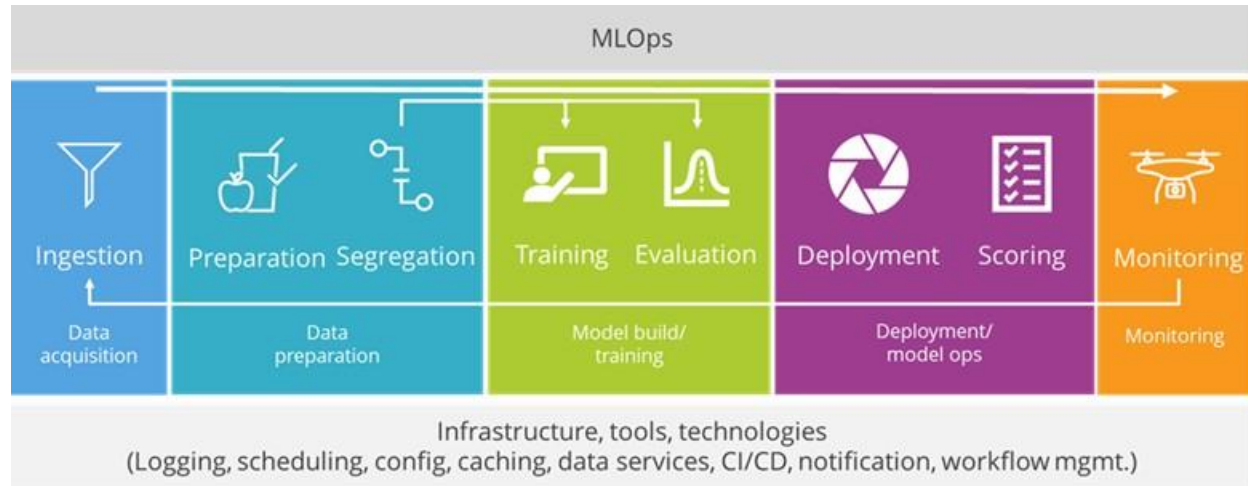 MLOps
Ingestion
Preparation
Segregation
Training
Evaluation
Deployment
Scoring
Monitoring
Data
acquisition
Data
preparation
Model build/
training
Deployment/
model ops
Monitoring
Infrastructure, tools, technologies
(Logging, scheduling, config, caching, data services, CI/CD, notification, workflow mgmt.)